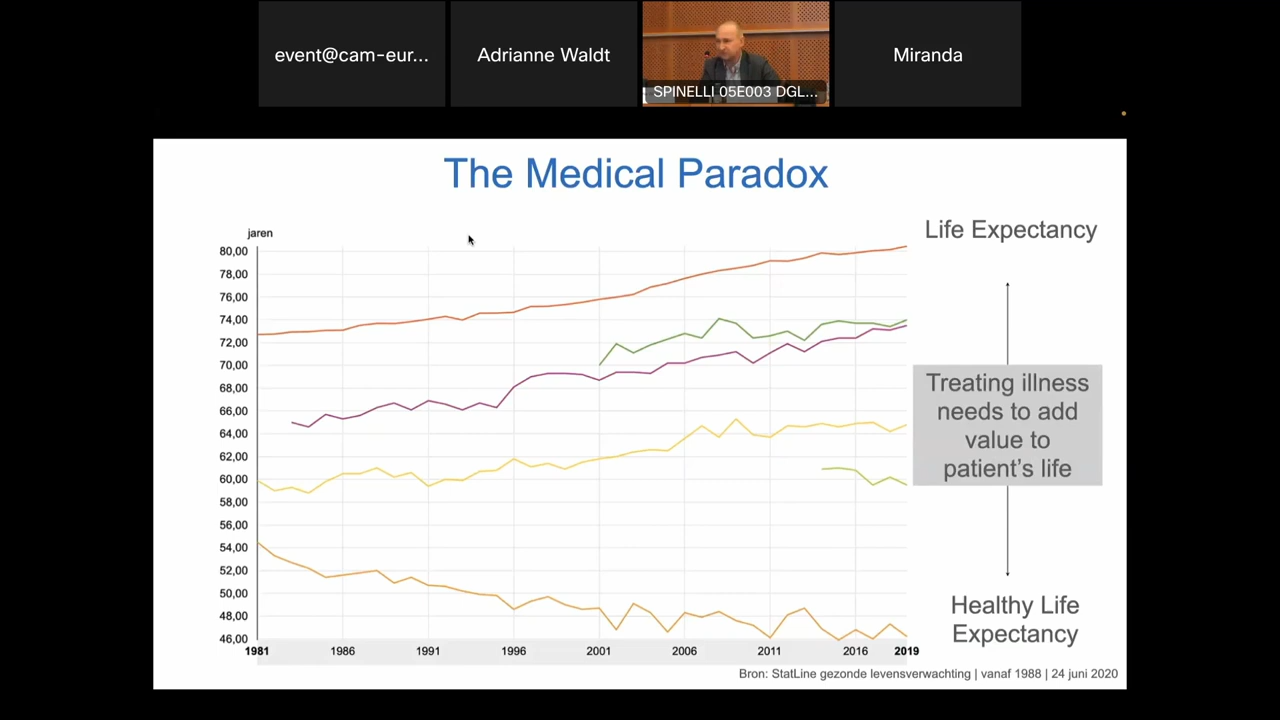 event@cam-eur...
Adrianne Waldt
SPINELLI 05E003 DGL...
Miranda
The Medical Paradox
jaren
80,00
78,00
76,00
74,00
72,00
70,00
68,00
66,00
64,00
62,00
60,00
58,00
56,00
54,00
52,00
50,00
48,00
46,00
1981 1986 1991 1996 2001 2006 2011 2016 2019
Life Expectancy
Treating illness
needs to add
value to
patient's life
Healthy Life
Expectancy
Bron: StatLine gezonde levensverwachting | vanaf 1988 | 24 juni 2020